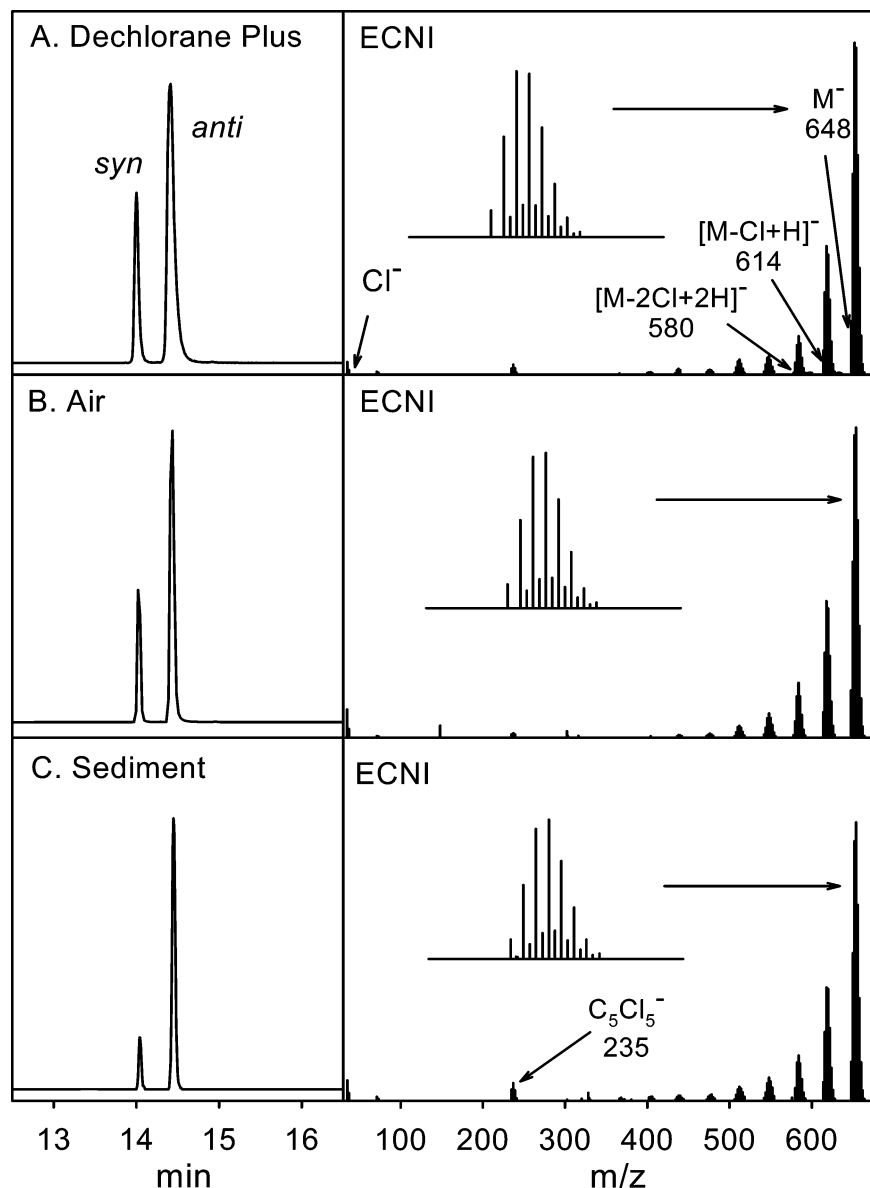 A. Dechlorane Plus
syn
anti
ECNI
M⁻
648
[M-Cl+H]⁻
614
[M-2Cl+2H]⁻
580
Cl⁻
B. Air
ECNI
C. Sediment
ECNI
C₅Cl₅⁻
235
13 14 15 16
min
100 200 300 400 500 600
m/z